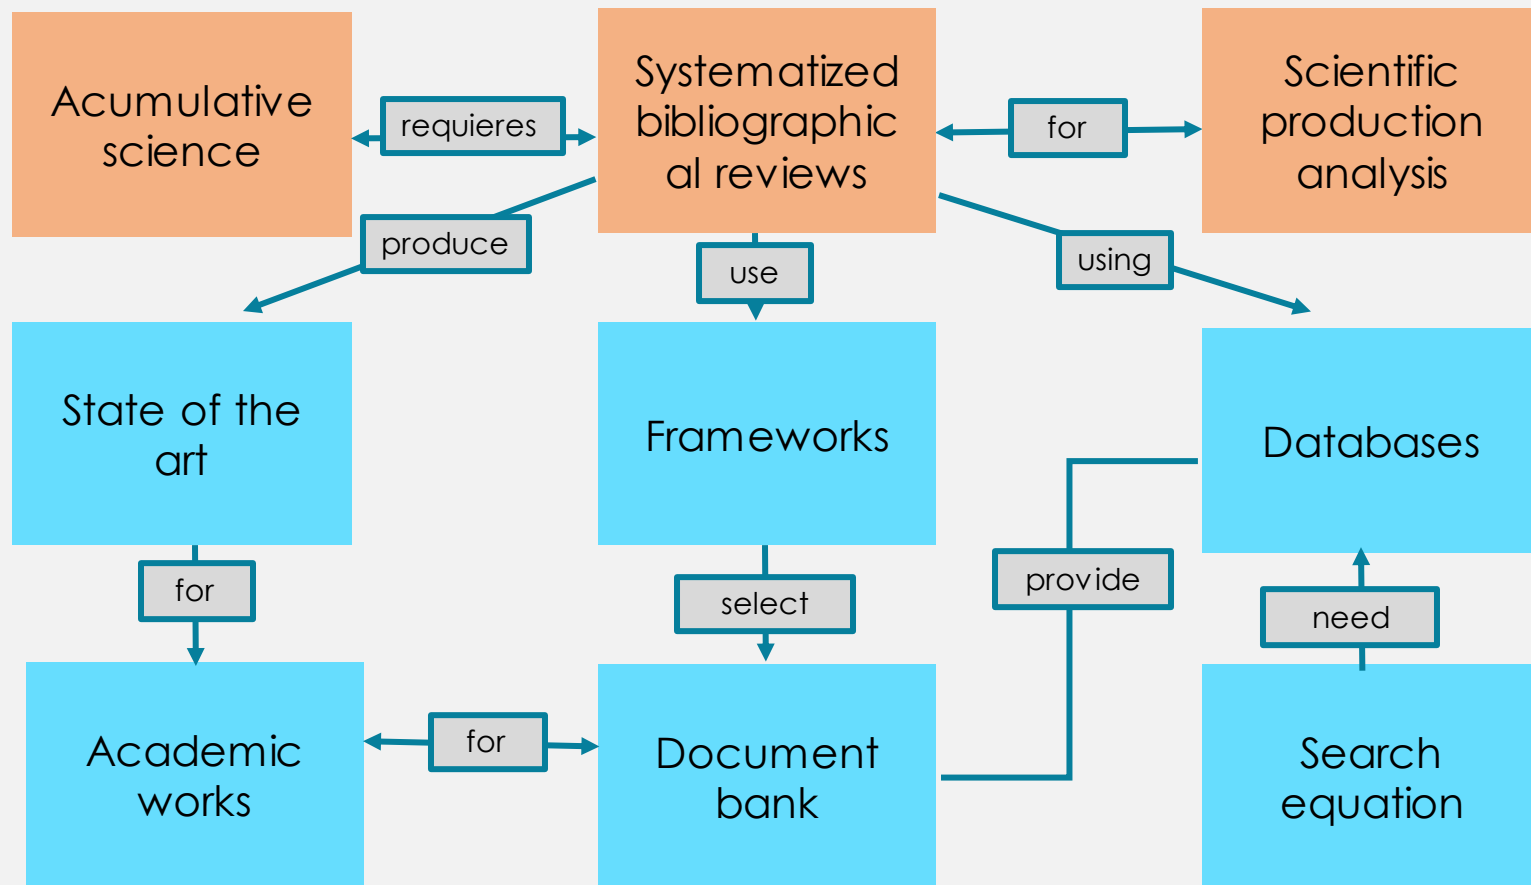 Acumulative
science
requieres
Systematized
bibliographic
al reviews
for
Scientific
production
analysis
produce
use
using
State of the
art
Frameworks
Databases
for
select
provide
need
Academic
works
for
Document
bank
Search
equation